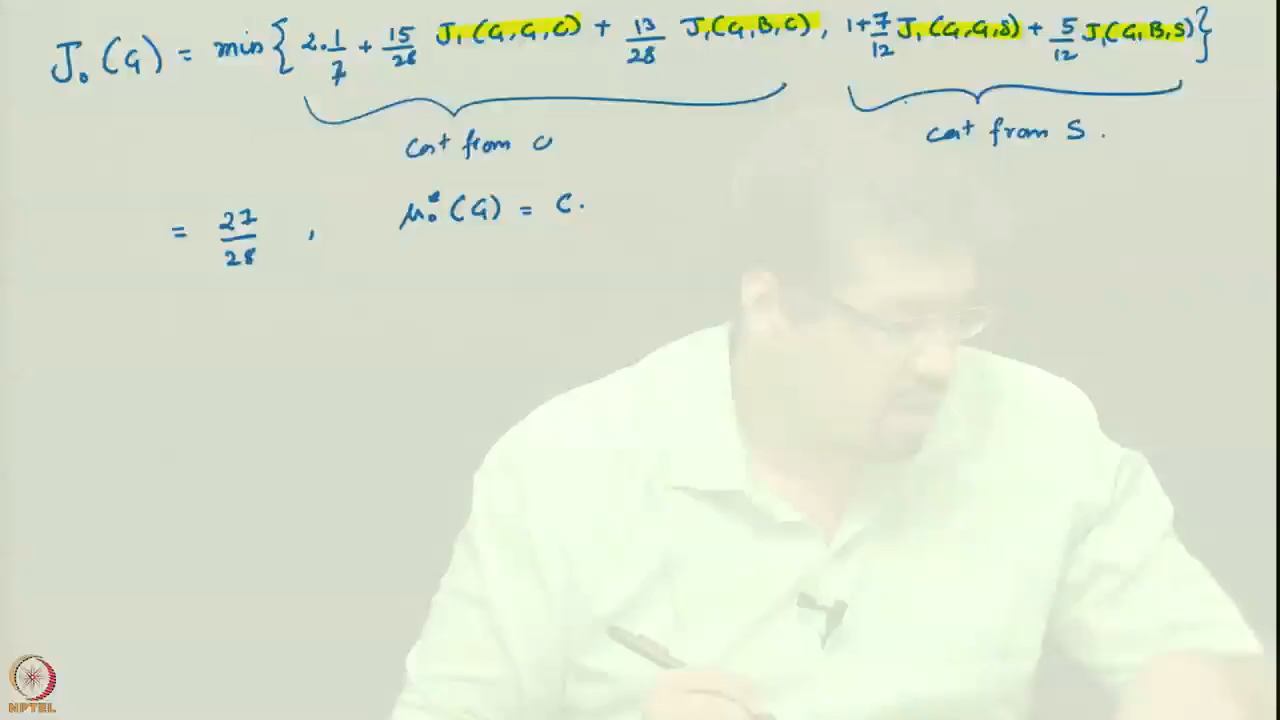 J₀(G) = min{ 2·1/7 + 15/28 J₁(G,G,C) + 13/28 J₁(G,B,C), 1+7/12 J₁(G,G,S) + 5/12 J₁(G,B,S) }
Cost from C
Cost from S.
= 27/28, μ₀*(G) = C.
NPTEL